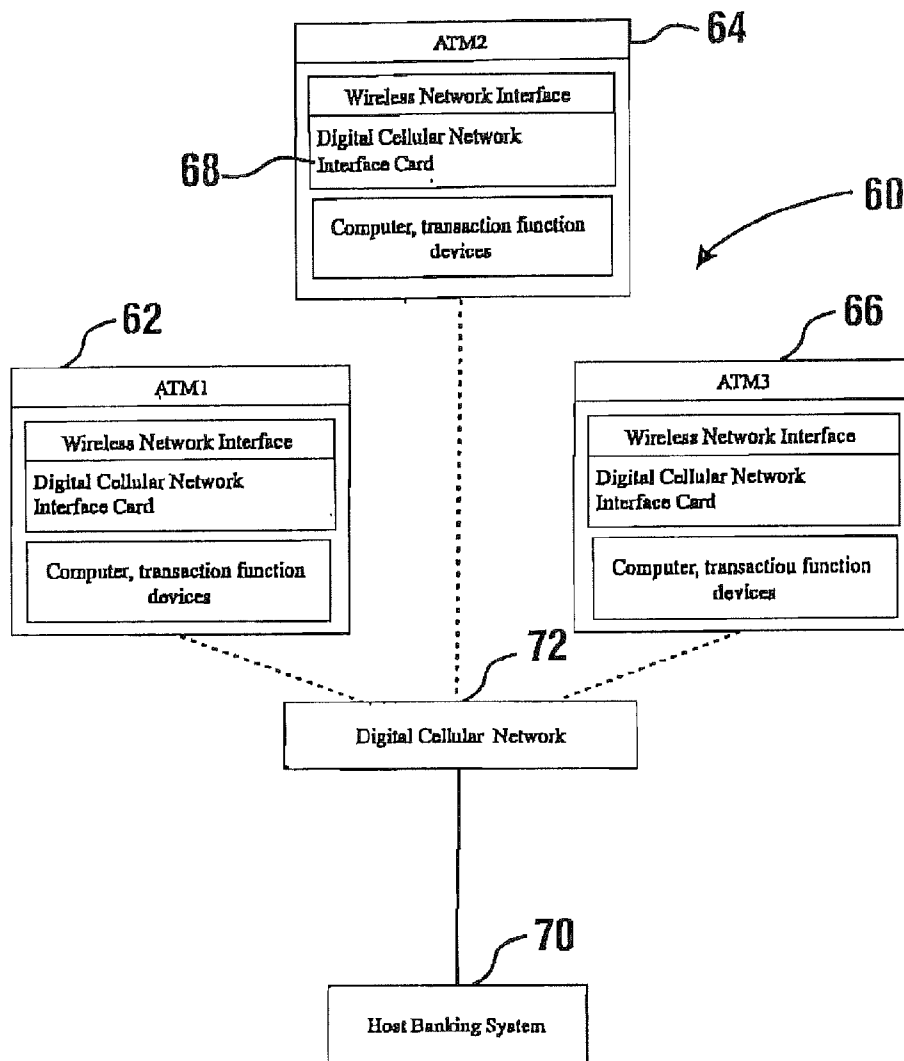 64
ATM2
Wireless Network Interface
Digital Cellular Network
Interface Card
68
Computer, transaction function
devices
60
62
ATM1
Wireless Network Interface
Digital Cellular Network
Interface Card
Computer, transaction function
devices
66
ATM3
Wireless Network Interface
Digital Cellular Network
Interface Card
Computer, transaction function
devices
72
Digital Cellular Network
70
Host Banking System